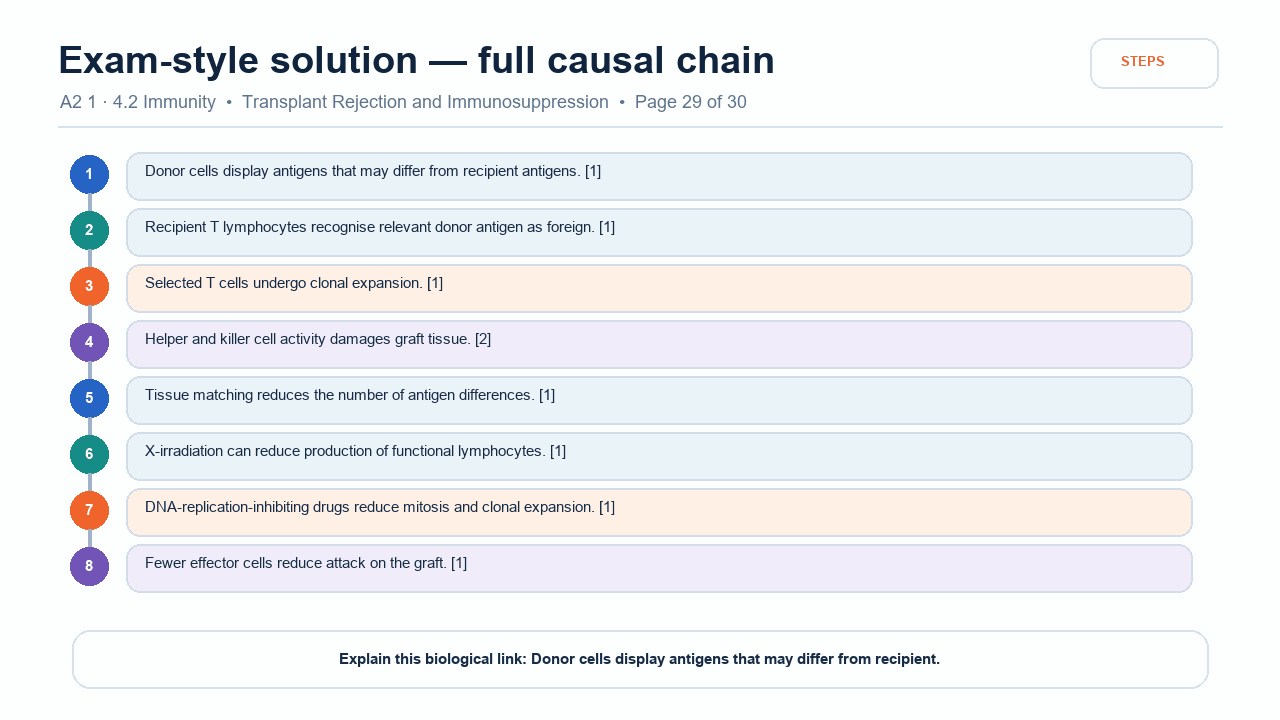 Exam-style solution — full causal chain
STEPS
A2 1 · 4.2 Immunity • Transplant Rejection and Immunosuppression • Page 29 of 30
1 Donor cells display antigens that may differ from recipient antigens. [1]
2 Recipient T lymphocytes recognise relevant donor antigen as foreign. [1]
3 Selected T cells undergo clonal expansion. [1]
4 Helper and killer cell activity damages graft tissue. [2]
5 Tissue matching reduces the number of antigen differences. [1]
6 X-irradiation can reduce production of functional lymphocytes. [1]
7 DNA-replication-inhibiting drugs reduce mitosis and clonal expansion. [1]
8 Fewer effector cells reduce attack on the graft. [1]
Explain this biological link: Donor cells display antigens that may differ from recipient.